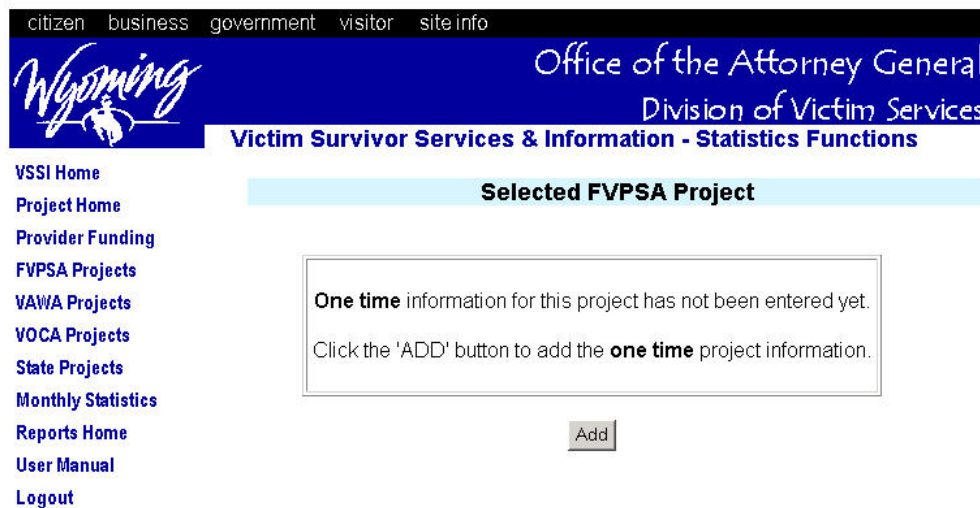 citizen business government visitor site info
Wyoming
Office of the Attorney General
Division of Victim Services
Victim Survivor Services & Information - Statistics Functions
VSSI Home
Project Home
Provider Funding
FVPSA Projects
VAWA Projects
VOCA Projects
State Projects
Monthly Statistics
Reports Home
User Manual
Logout
Selected FVPSA Project
One time information for this project has not been entered yet.
Click the 'ADD' button to add the one time project information.
Add